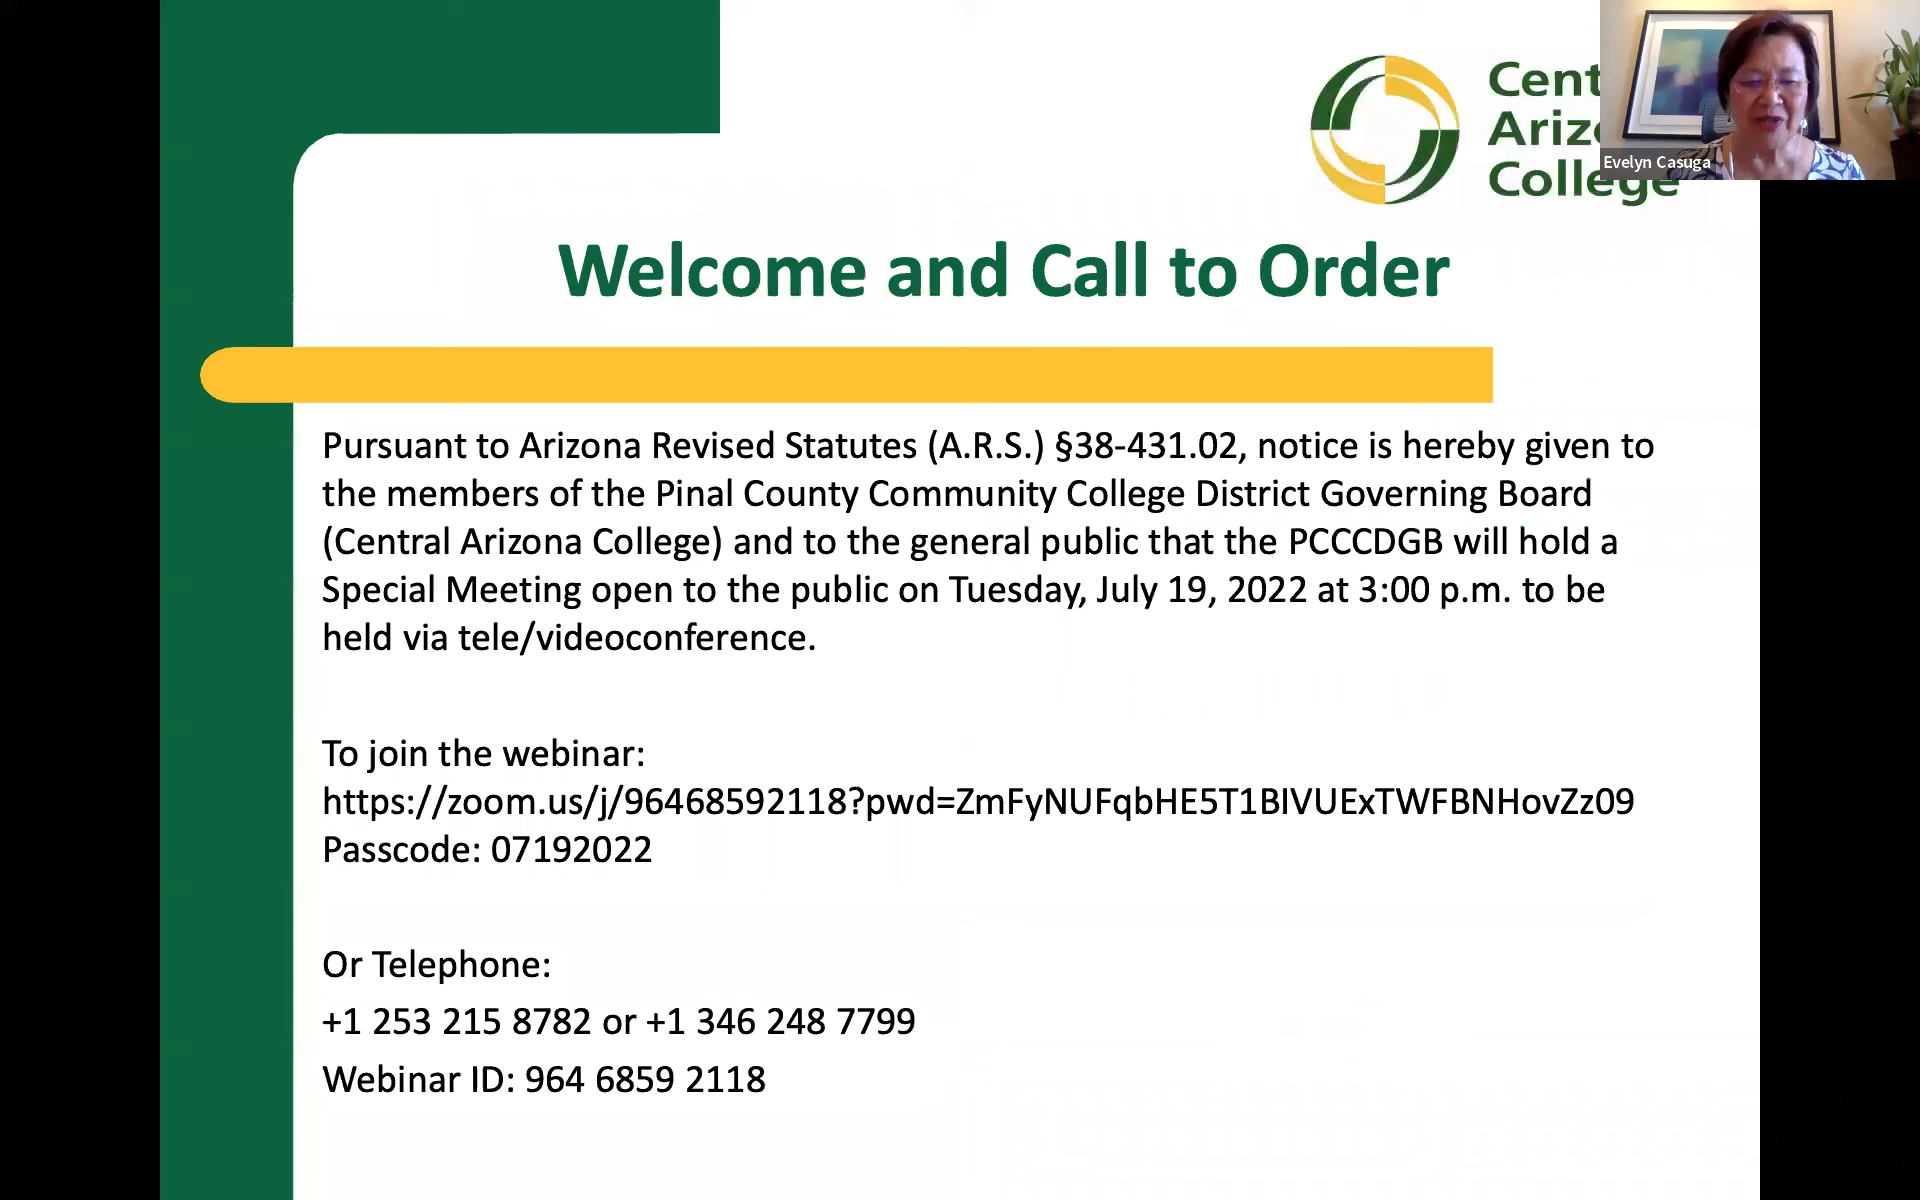 Cent
Ariz
College
Evelyn Casuga
Welcome and Call to Order
Pursuant to Arizona Revised Statutes (A.R.S.) §38-431.02, notice is hereby given to
the members of the Pinal County Community College District Governing Board
(Central Arizona College) and to the general public that the PCCCDGB will hold a
Special Meeting open to the public on Tuesday, July 19, 2022 at 3:00 p.m. to be
held via tele/videoconference.
To join the webinar:
https://zoom.us/j/96468592118?pwd=ZmFyNUFqbHE5T1BIVUExTWFBNHovZz09
Passcode: 07192022
Or Telephone:
+1 253 215 8782 or +1 346 248 7799
Webinar ID: 964 6859 2118